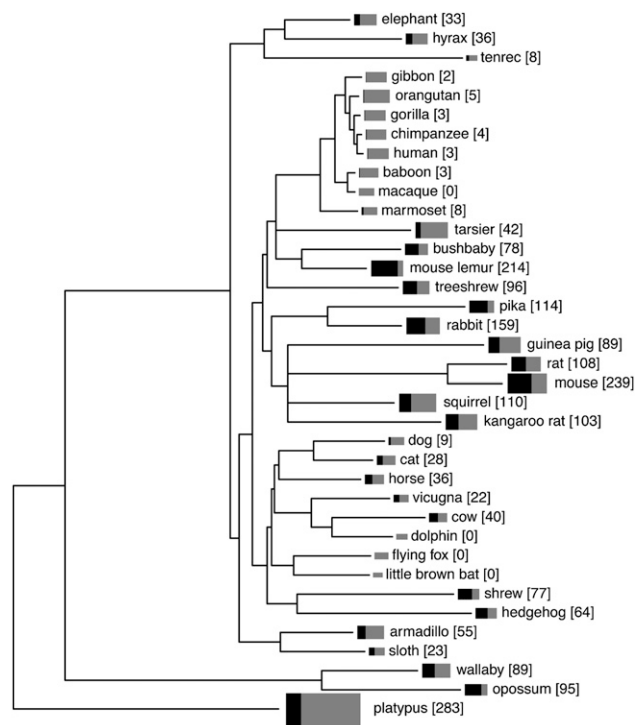 elephant [33]
hyrax [36]
tenrec [8]
gibbon [2]
orangutan [5]
gorilla [3]
chimpanzee [4]
human [3]
baboon [3]
macaque [0]
marmoset [8]
tarsier [42]
bushbaby [78]
mouse lemur [214]
treeshrew [96]
pika [114]
rabbit [159]
guinea pig [89]
rat [108]
mouse [239]
squirrel [110]
kangaroo rat [103]
dog [9]
cat [28]
horse [36]
vicugna [22]
cow [40]
dolphin [0]
flying fox [0]
little brown bat [0]
shrew [77]
hedgehog [64]
armadillo [55]
sloth [23]
wallaby [89]
opossum [95]
platypus [283]